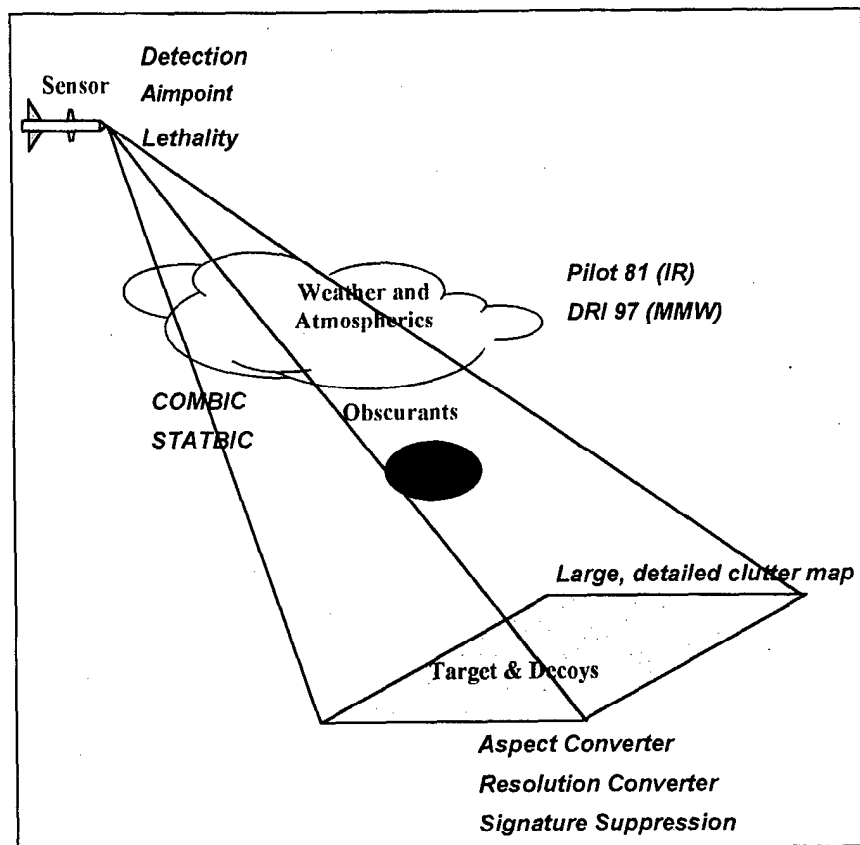 Detection
Sensor
Aimpoint
Lethality
Weather and
Atmospherics
Pilot 81 (IR)
DRI 97 (MMW)
COMBIC
STATBIC
Obscurants
Large, detailed clutter map
Target & Decoys
Aspect Converter
Resolution Converter
Signature Suppression